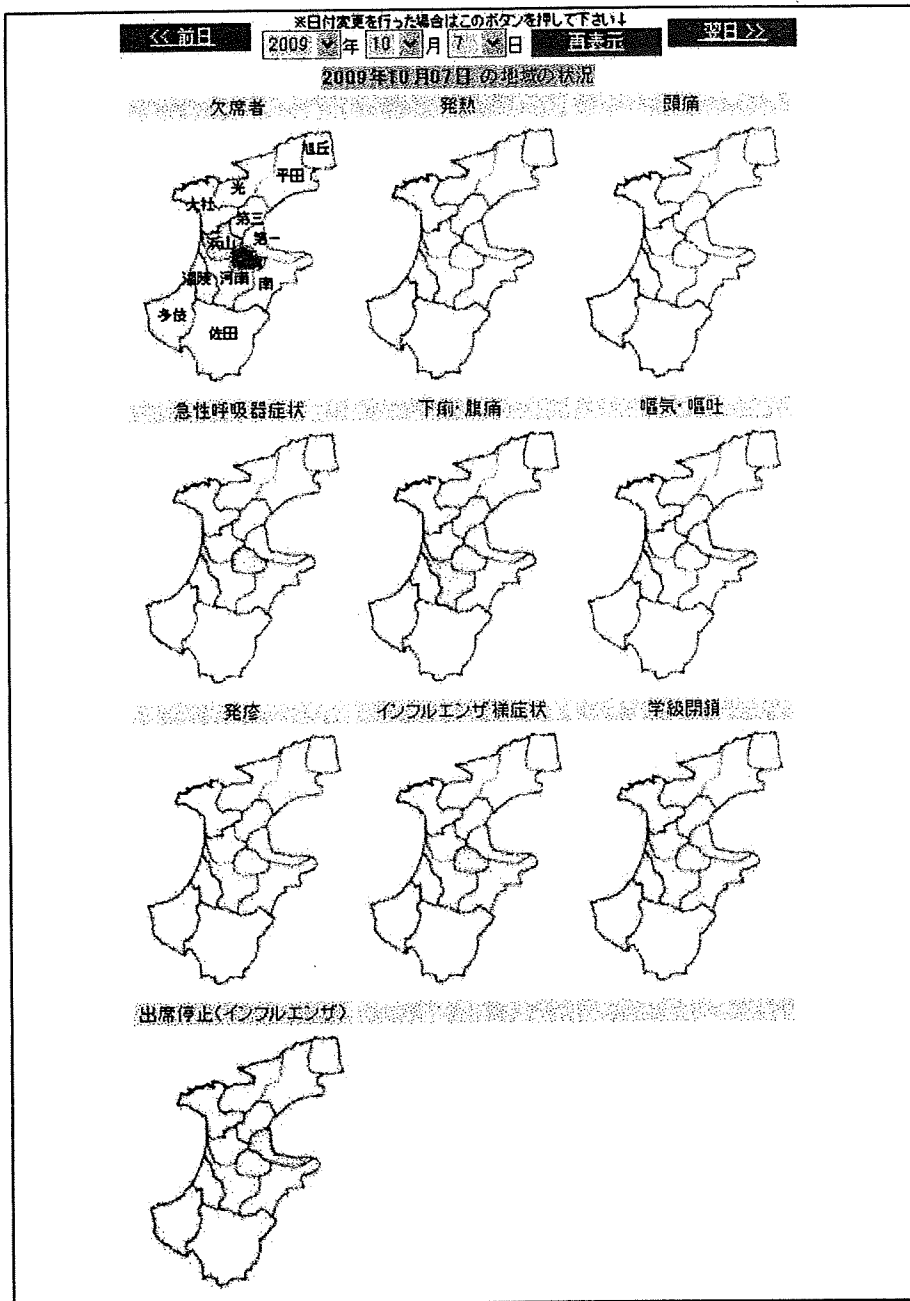 ※日付変更を行った場合はこのボタンを押して下さい↓
<< 前日 2009 年 10 月 7 日 再表示 翌日 >>
2009年10月07日 の地域の状況
欠席者 発熱 頭痛
旭丘
平田
光
大社
第三
浜山 第一
河南 南
多伎
佐田
急性呼吸器症状 下痢・腹痛 嘔気・嘔吐
発疹 インフルエンザ様症状 学級閉鎖
出席停止(インフルエンザ)